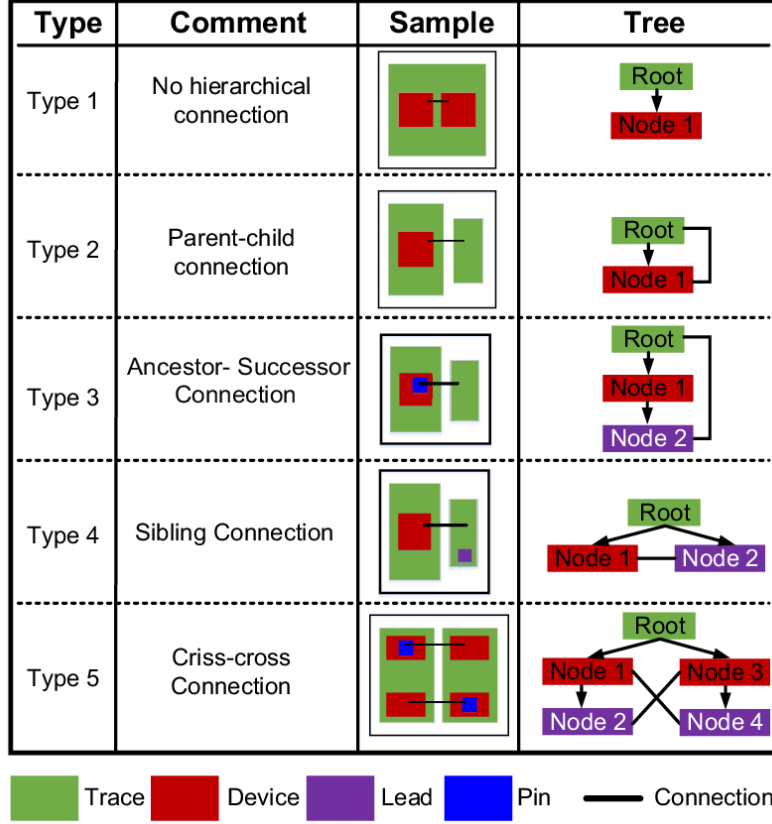 Type Comment Sample Tree
Type 1
No hierarchical
connection
Root
Node 1
Type 2
Parent-child
connection
Root
Node 1
Type 3
Ancestor- Successor
Connection
Root
Node 1
Node 2
Type 4
Sibling Connection
Root
Node 1 Node 2
Type 5
Criss-cross
Connection
Root
Node 1 Node 3
Node 2 Node 4
Trace Device Lead Pin Connection